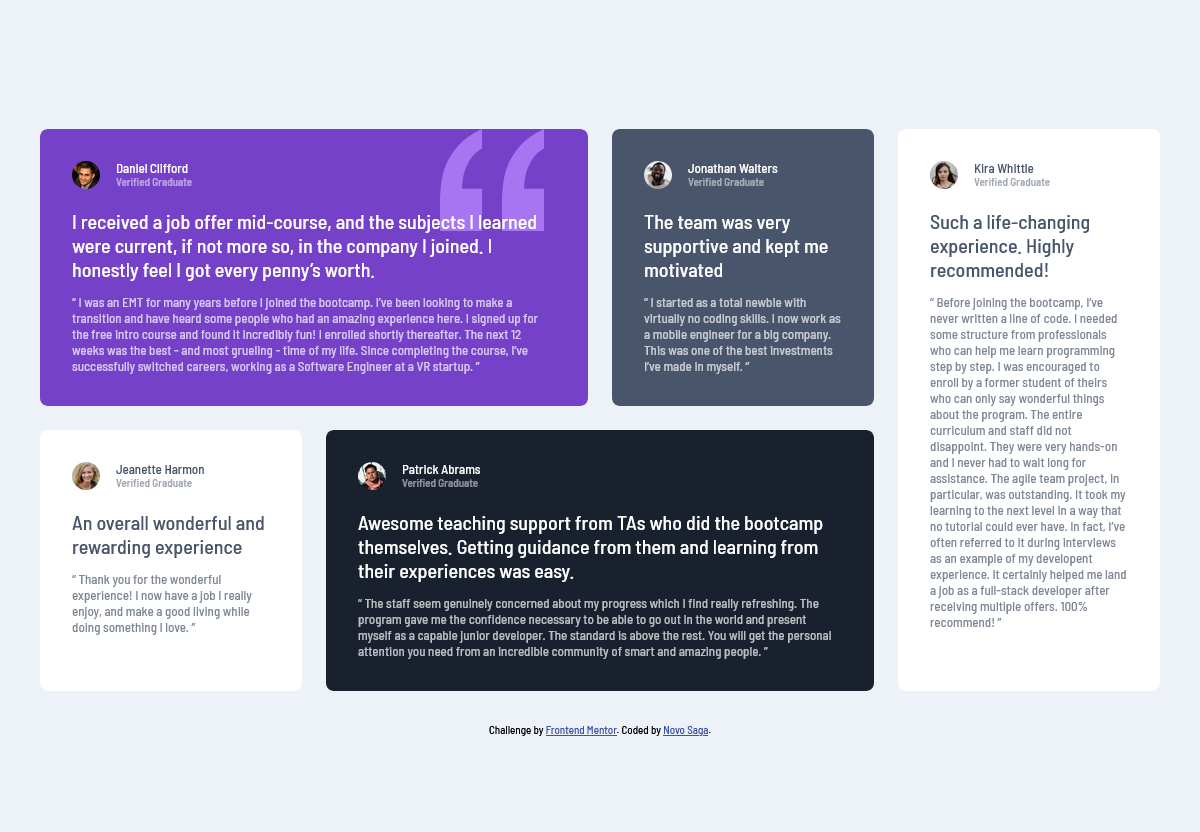 Daniel Clifford
Verified Graduate
I received a job offer mid-course, and the subjects I learned
were current, if not more so, in the company I joined. I
honestly feel I got every penny’s worth.
“ I was an EMT for many years before I joined the bootcamp. I’ve been looking to make a
transition and have heard some people who had an amazing experience here. I signed up for
the free intro course and found it incredibly fun! I enrolled shortly thereafter. The next 12
weeks was the best - and most grueling - time of my life. Since completing the course, I’ve
successfully switched careers, working as a Software Engineer at a VR startup. ”
Jonathan Walters
Verified Graduate
The team was very
supportive and kept me
motivated
“ I started as a total newbie with
virtually no coding skills. I now work as
a mobile engineer for a big company.
This was one of the best investments
I’ve made in myself. ”
Kira Whittle
Verified Graduate
Such a life-changing
experience. Highly
recommended!
“ Before joining the bootcamp, I’ve
never written a line of code. I needed
some structure from professionals
who can help me learn programming
step by step. I was encouraged to
enroll by a former student of theirs
who can only say wonderful things
about the program. The entire
curriculum and staff did not
disappoint. They were very hands-on
and I never had to wait long for
assistance. The agile team project, in
particular, was outstanding. It took my
learning to the next level in a way that
no tutorial could ever have. In fact, I’ve
often referred to it during interviews
as an example of my developent
experience. It certainly helped me land
a job as a full-stack developer after
receiving multiple offers. 100%
recommend! ”
Jeanette Harmon
Verified Graduate
An overall wonderful and
rewarding experience
“ Thank you for the wonderful
experience! I now have a job I really
enjoy, and make a good living while
doing something I love. ”
Patrick Abrams
Verified Graduate
Awesome teaching support from TAs who did the bootcamp
themselves. Getting guidance from them and learning from
their experiences was easy.
“ The staff seem genuinely concerned about my progress which I find really refreshing. The
program gave me the confidence necessary to be able to go out in the world and present
myself as a capable junior developer. The standard is above the rest. You will get the personal
attention you need from an incredible community of smart and amazing people. ”
Challenge by Frontend Mentor. Coded by Novo Saga.